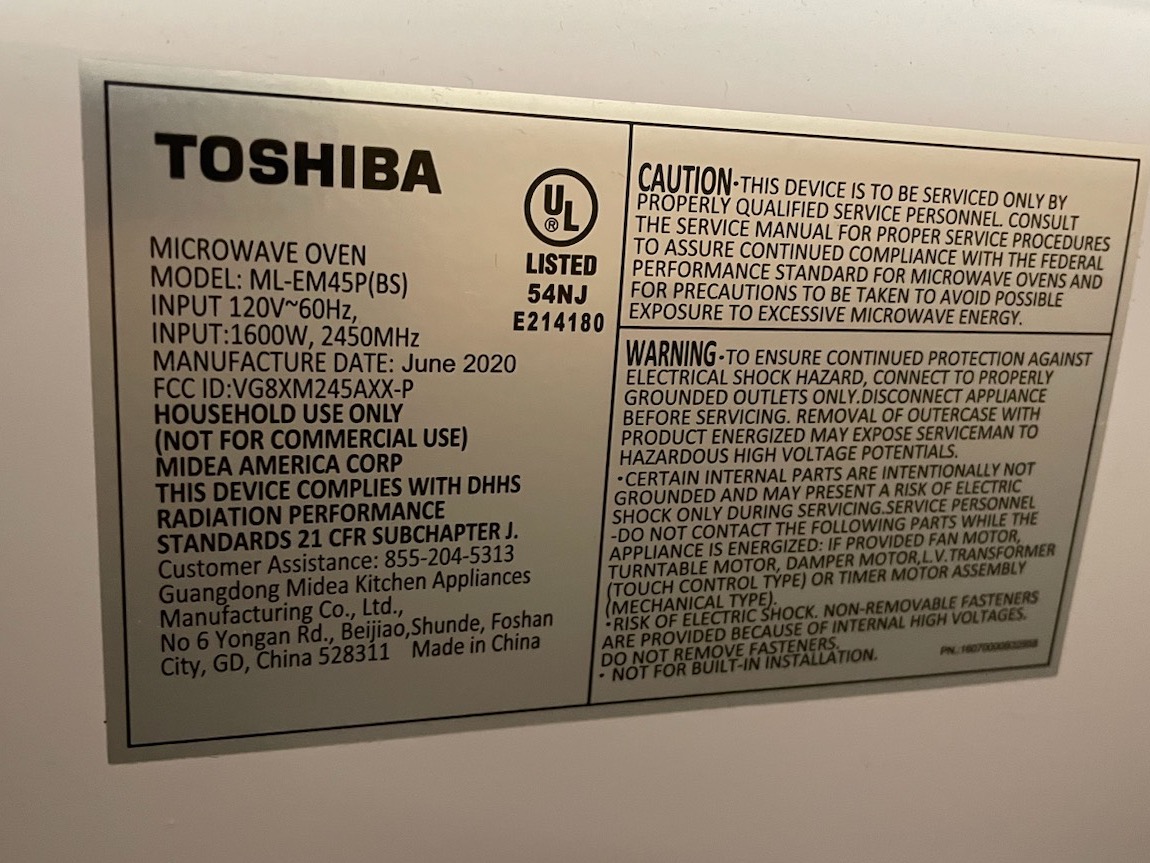 TOSHIBA
MICROWAVE OVEN
MODEL: ML-EM45P(BS)
INPUT 120V~60Hz,
INPUT:1600W, 2450MHz
MANUFACTURE DATE: June 2020
FCC ID:VG8XM245AXX-P
HOUSEHOLD USE ONLY
(NOT FOR COMMERCIAL USE)
MIDEA AMERICA CORP
THIS DEVICE COMPLIES WITH DHHS
RADIATION PERFORMANCE
STANDARDS 21 CFR SUBCHAPTER J.
Customer Assistance: 855-204-5313
Guangdong Midea Kitchen Appliances
Manufacturing Co., Ltd.,
No 6 Yongan Rd., Beijiao,Shunde, Foshan
City, GD, China 528311 Made in China
UL
®
LISTED
54NJ
E214180
CAUTION·THIS DEVICE IS TO BE SERVICED ONLY BY
PROPERLY QUALIFIED SERVICE PERSONNEL. CONSULT
THE SERVICE MANUAL FOR PROPER SERVICE PROCEDURES
TO ASSURE CONTINUED COMPLIANCE WITH THE FEDERAL
PERFORMANCE STANDARD FOR MICROWAVE OVENS AND
FOR PRECAUTIONS TO BE TAKEN TO AVOID POSSIBLE
EXPOSURE TO EXCESSIVE MICROWAVE ENERGY.
WARNING·TO ENSURE CONTINUED PROTECTION AGAINST
ELECTRICAL SHOCK HAZARD, CONNECT TO PROPERLY
GROUNDED OUTLETS ONLY.DISCONNECT APPLIANCE
BEFORE SERVICING. REMOVAL OF OUTERCASE WITH
PRODUCT ENERGIZED MAY EXPOSE SERVICEMAN TO
HAZARDOUS HIGH VOLTAGE POTENTIALS.
·CERTAIN INTERNAL PARTS ARE INTENTIONALLY NOT
GROUNDED AND MAY PRESENT A RISK OF ELECTRIC
SHOCK ONLY DURING SERVICING.SERVICE PERSONNEL
-DO NOT CONTACT THE FOLLOWING PARTS WHILE THE
APPLIANCE IS ENERGIZED: IF PROVIDED FAN MOTOR,
TURNTABLE MOTOR, DAMPER MOTOR,L.V.TRANSFORMER
(TOUCH CONTROL TYPE) OR TIMER MOTOR ASSEMBLY
(MECHANICAL TYPE).
·RISK OF ELECTRIC SHOCK. NON-REMOVABLE FASTENERS
ARE PROVIDED BECAUSE OF INTERNAL HIGH VOLTAGES.
DO NOT REMOVE FASTENERS.
· NOT FOR BUILT-IN INSTALLATION.